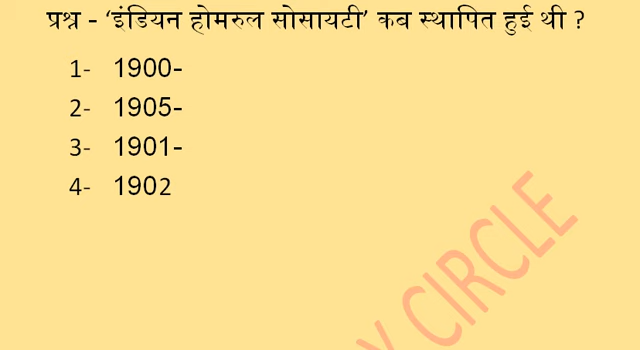 प्रश्न - ‘इंडियन होमरुल सोसायटी’ कब स्थापित हुई थी ?
1- 1900-
2- 1905-
3- 1901-
4- 1902
CIRCLE